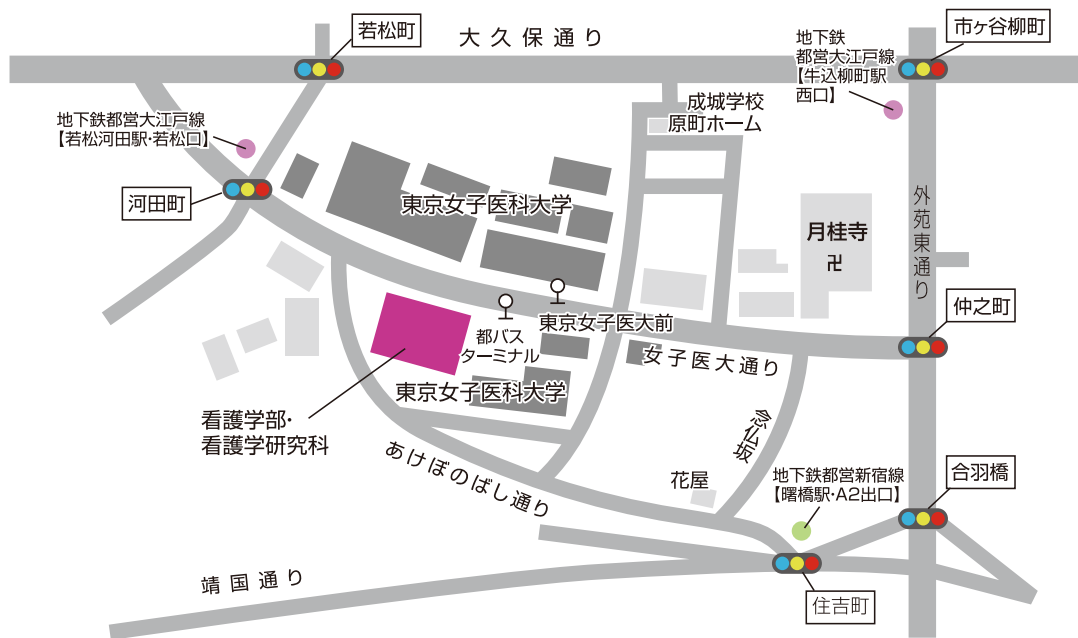 若松町
大久保通り
市ヶ谷柳町
地下鉄
都営大江戸線
【牛込柳町駅
西口】
地下鉄都営大江戸線
【若松河田駅・若松口】
成城学校
原町ホーム
河田町
東京女子医科大学
月桂寺
卍
外苑東通り
仲之町
東京女子医大前
都バス
ターミナル
女子医大通り
東京女子医科大学
看護学部・
看護学研究科
念仏坂
あけぼのばし通り
花屋
地下鉄都営新宿線
【曙橋駅・A2出口】
合羽橋
靖国通り
住吉町